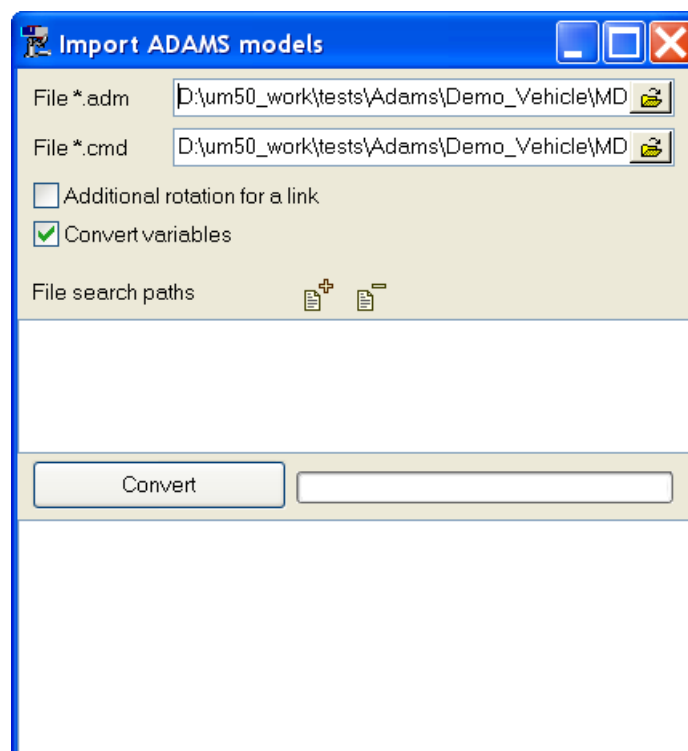 Import ADAMS models
File *.adm D:\um50_work\tests\Adams\Demo_Vehicle\MD
File *.cmd D:\um50_work\tests\Adams\Demo_Vehicle\MD
Additional rotation for a link
Convert variables
File search paths
Convert